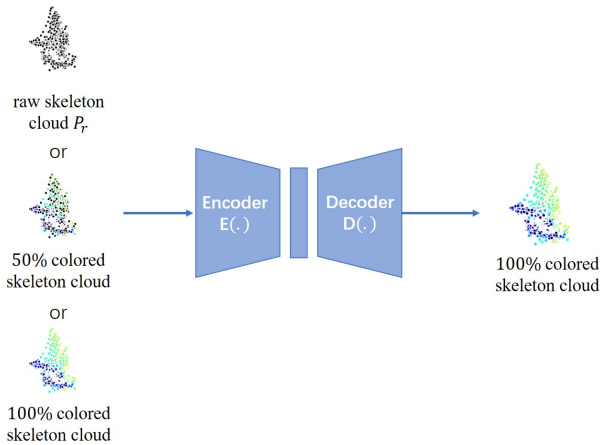 raw skeleton
cloud P_r
or
50% colored
skeleton cloud
or
100% colored
skeleton cloud
Encoder
E(.)
Decoder
D(.)
100% colored
skeleton cloud